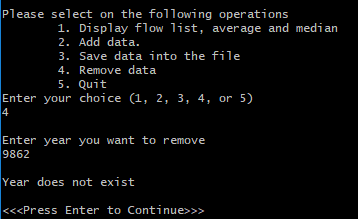 Please select on the following operations
1. Display flow list, average and median
2. Add data.
3. Save data into the file
4. Remove data
5. Quit
Enter your choice (1, 2, 3, 4, or 5)
4
Enter year you want to remove
9862
Year does not exist
<<<Press Enter to Continue>>>